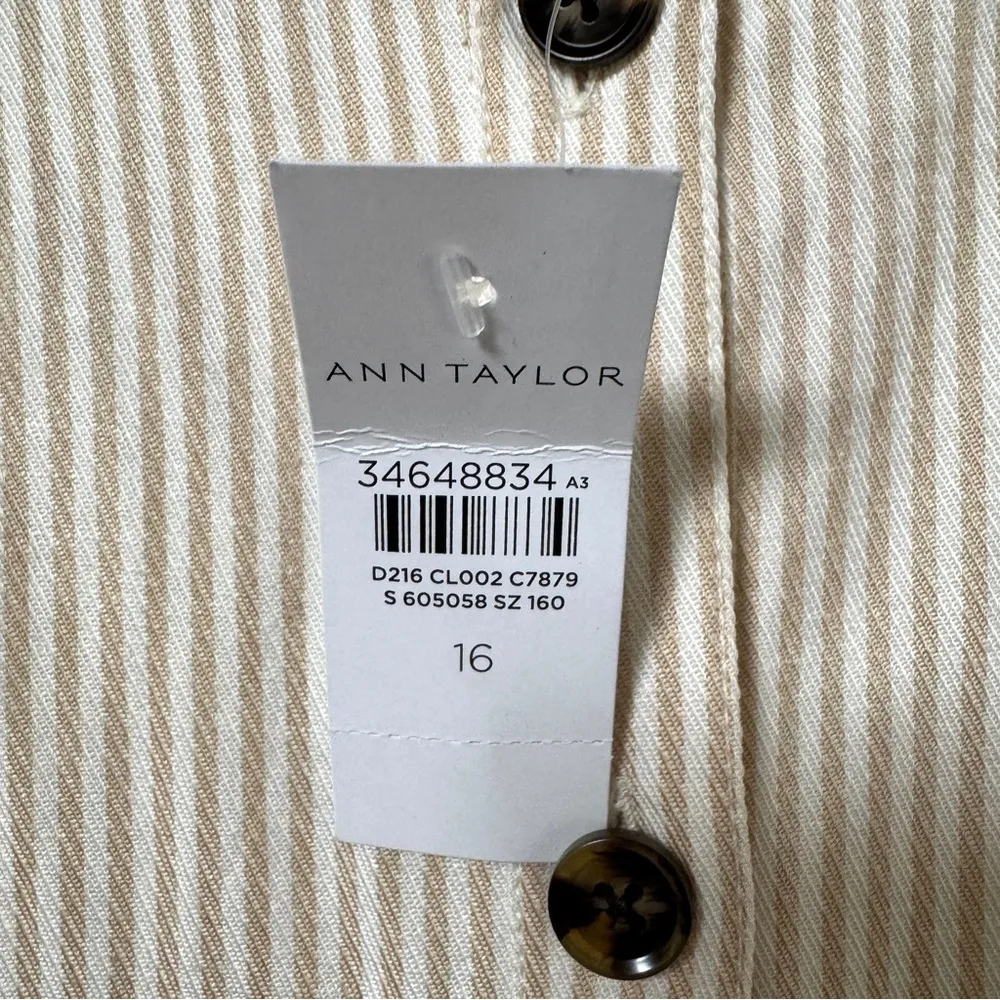 ANN TAYLOR
34648834 A3
D216 CL002 C7879
S 605058 SZ 160
16